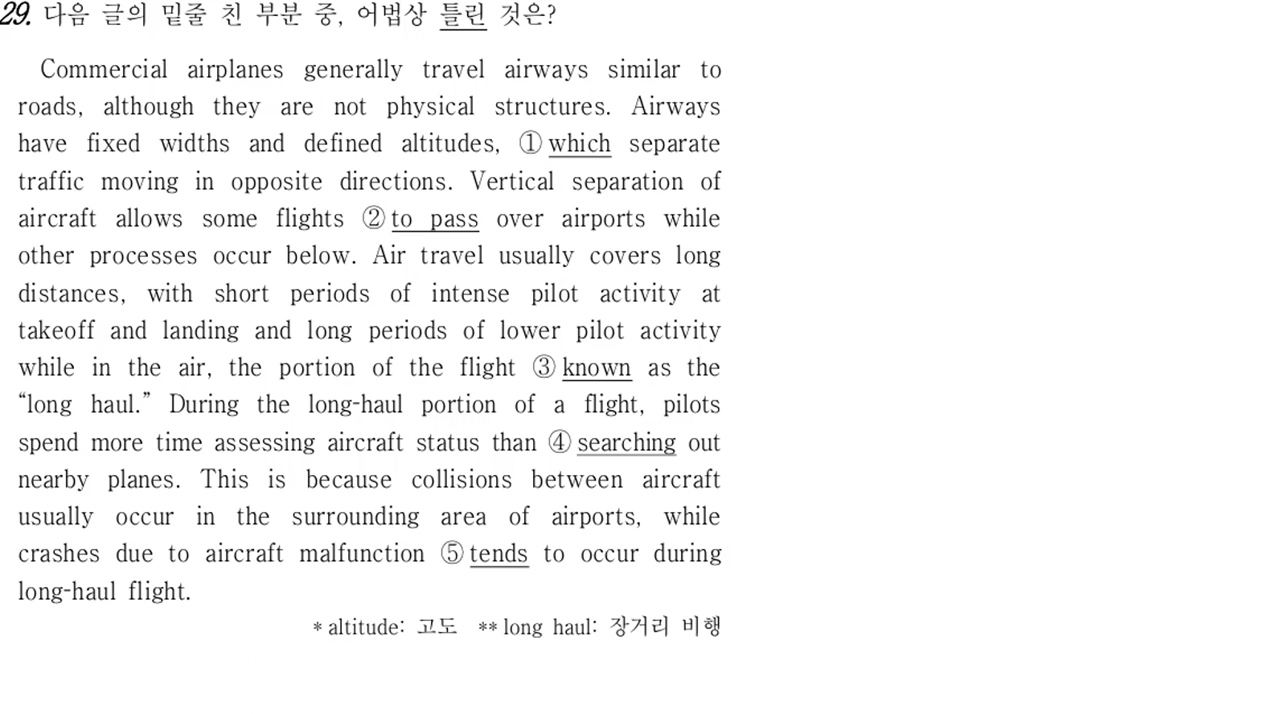 29. 다음 글의 밑줄 친 부분 중, 어법상 틀린 것은?
Commercial airplanes generally travel airways similar to
roads, although they are not physical structures. Airways
have fixed widths and defined altitudes, ① which separate
traffic moving in opposite directions. Vertical separation of
aircraft allows some flights ② to pass over airports while
other processes occur below. Air travel usually covers long
distances, with short periods of intense pilot activity at
takeoff and landing and long periods of lower pilot activity
while in the air, the portion of the flight ③ known as the
“long haul.” During the long-haul portion of a flight, pilots
spend more time assessing aircraft status than ④ searching out
nearby planes. This is because collisions between aircraft
usually occur in the surrounding area of airports, while
crashes due to aircraft malfunction ⑤ tends to occur during
long-haul flight.
* altitude: 고도 ** long haul: 장거리 비행